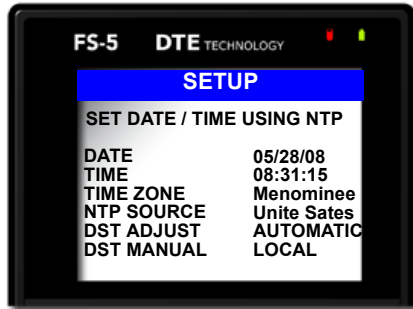 FS-5 DTE TECHNOLOGY
SETUP
SET DATE / TIME USING NTP
DATE 05/28/08
TIME 08:31:15
TIME ZONE Menominee
NTP SOURCE Unite Sates
DST ADJUST AUTOMATIC
DST MANUAL LOCAL